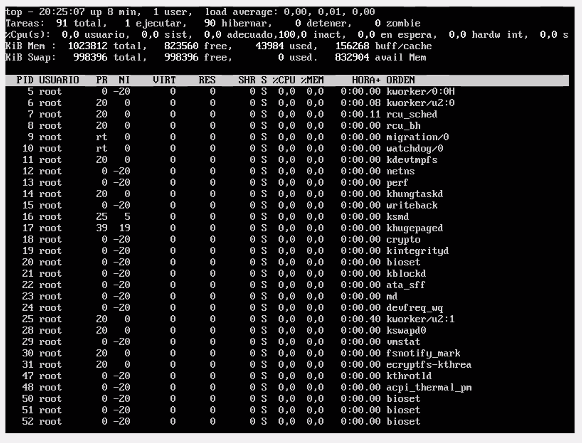 top - 20:25:07 up 8 min, 1 user, load average: 0,00, 0,01, 0,00
Tareas: 91 total, 1 ejecutar, 90 hibernar, 0 detener, 0 zombie
%Cpu(s): 0,0 usuario, 0,0 sist, 0,0 adecuado,100,0 inact, 0,0 en espera, 0,0 hardw int, 0,0 s
KiB Mem : 1023812 total, 823560 free, 43984 used, 156268 buff/cache
KiB Swap: 998396 total, 998396 free, 0 used. 832904 avail Mem
PID USUARIO PR NI VIRT RES SHR S %CPU %MEM HORA+ ORDEN
5 root 0 -20 0 0 0 S 0,0 0,0 0:00.00 kworker/0:0H
6 root 20 0 0 0 0 S 0,0 0,0 0:00.08 kworker/u2:0
7 root 20 0 0 0 0 S 0,0 0,0 0:00.11 rcu_sched
8 root 20 0 0 0 0 S 0,0 0,0 0:00.00 rcu_bh
9 root rt 0 0 0 0 S 0,0 0,0 0:00.00 migration/0
10 root rt 0 0 0 0 S 0,0 0,0 0:00.00 watchdog/0
11 root 20 0 0 0 0 S 0,0 0,0 0:00.00 kdevtmpfs
12 root 0 -20 0 0 0 S 0,0 0,0 0:00.00 netns
13 root 0 -20 0 0 0 S 0,0 0,0 0:00.00 perf
14 root 20 0 0 0 0 S 0,0 0,0 0:00.00 khungtaskd
15 root 0 -20 0 0 0 S 0,0 0,0 0:00.00 writeback
16 root 25 5 0 0 0 S 0,0 0,0 0:00.00 ksmd
17 root 39 19 0 0 0 S 0,0 0,0 0:00.00 khugepaged
18 root 0 -20 0 0 0 S 0,0 0,0 0:00.00 crypto
19 root 0 -20 0 0 0 S 0,0 0,0 0:00.00 kintegrityd
20 root 0 -20 0 0 0 S 0,0 0,0 0:00.00 bioset
21 root 0 -20 0 0 0 S 0,0 0,0 0:00.00 kblockd
22 root 0 -20 0 0 0 S 0,0 0,0 0:00.00 ata_sff
23 root 0 -20 0 0 0 S 0,0 0,0 0:00.00 md
24 root 0 -20 0 0 0 S 0,0 0,0 0:00.00 devfreq_wq
25 root 20 0 0 0 0 S 0,0 0,0 0:00.40 kworker/u2:1
28 root 20 0 0 0 0 S 0,0 0,0 0:00.00 kswapd0
29 root 0 -20 0 0 0 S 0,0 0,0 0:00.00 vmstat
30 root 20 0 0 0 0 S 0,0 0,0 0:00.00 fsnotify_mark
31 root 20 0 0 0 0 S 0,0 0,0 0:00.00 ecryptfs-kthrea
47 root 0 -20 0 0 0 S 0,0 0,0 0:00.00 kthrotld
48 root 0 -20 0 0 0 S 0,0 0,0 0:00.00 acpi_thermal_pm
50 root 0 -20 0 0 0 S 0,0 0,0 0:00.00 bioset
51 root 0 -20 0 0 0 S 0,0 0,0 0:00.00 bioset
52 root 0 -20 0 0 0 S 0,0 0,0 0:00.00 bioset